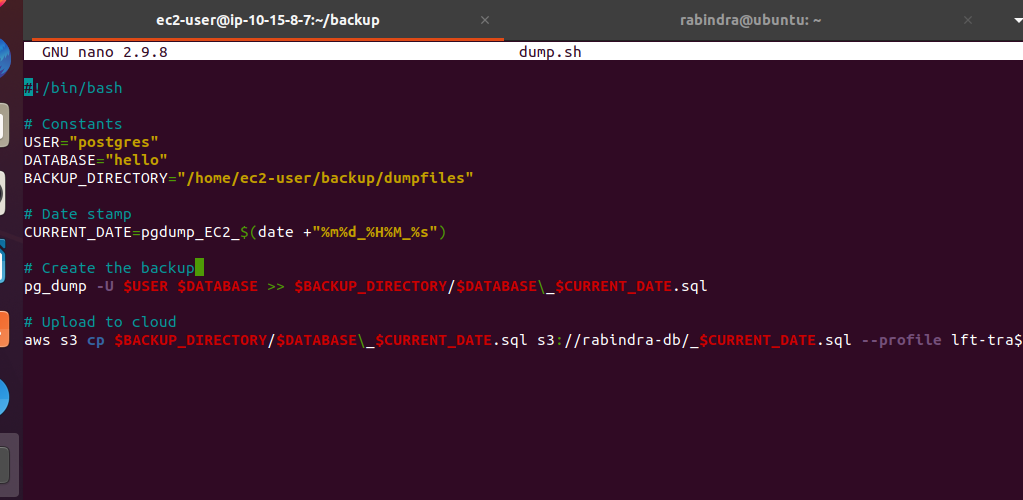 ec2-user@ip-10-15-8-7:~/backup × rabindra@ubuntu: ~ ×
GNU nano 2.9.8 dump.sh
#!/bin/bash
# Constants
USER="postgres"
DATABASE="hello"
BACKUP_DIRECTORY="/home/ec2-user/backup/dumpfiles"
# Date stamp
CURRENT_DATE=pgdump_EC2_$(date +"%m%d_%H%M_%s")
# Create the backup
pg_dump -U $USER $DATABASE >> $BACKUP_DIRECTORY/$DATABASE\_$CURRENT_DATE.sql
# Upload to cloud
aws s3 cp $BACKUP_DIRECTORY/$DATABASE\_$CURRENT_DATE.sql s3://rabindra-db/_$CURRENT_DATE.sql --profile lft-tra$